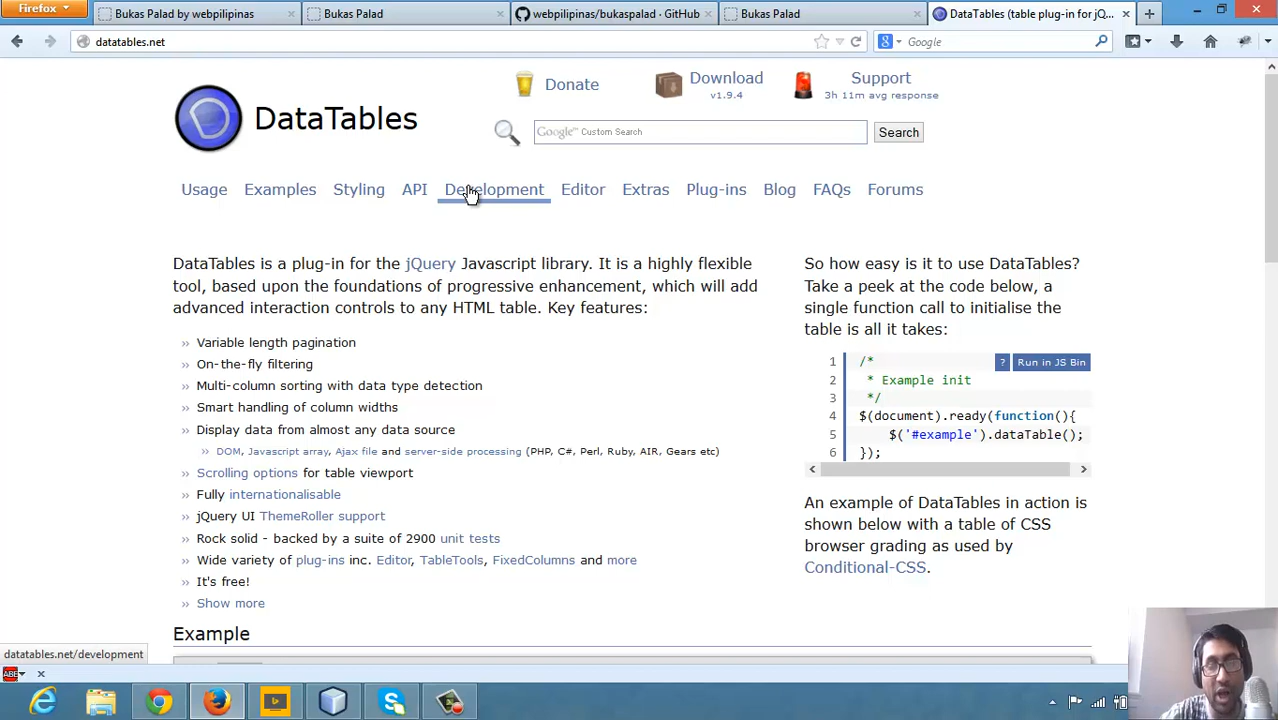 Firefox
Bukas Palad by webpilipinas
Bukas Palad
webpilipinas/bukaspalad · GitHub
Bukas Palad
DataTables (table plug-in for jQ...
datatables.net
Google
Donate
Download
v1.9.4
Support
3h 11m avg response
DataTables
Google™ Custom Search
Search
Usage Examples Styling API Development Editor Extras Plug-ins Blog FAQs Forums
DataTables is a plug-in for the jQuery Javascript library. It is a highly flexible
tool, based upon the foundations of progressive enhancement, which will add
advanced interaction controls to any HTML table. Key features:
›› Variable length pagination
›› On-the-fly filtering
›› Multi-column sorting with data type detection
›› Smart handling of column widths
›› Display data from almost any data source
›› DOM, Javascript array, Ajax file and server-side processing (PHP, C#, Perl, Ruby, AIR, Gears etc)
›› Scrolling options for table viewport
›› Fully internationalisable
›› jQuery UI ThemeRoller support
›› Rock solid - backed by a suite of 2900 unit tests
›› Wide variety of plug-ins inc. Editor, TableTools, FixedColumns and more
›› It's free!
›› Show more
So how easy is it to use DataTables?
Take a peek at the code below, a
single function call to initialise the
table is all it takes:
? Run in JS Bin
1 /*
2 * Example init
3 */
4 $(document).ready(function(){
5 $('#example').dataTable();
6 });
An example of DataTables in action is
shown below with a table of CSS
browser grading as used by
Conditional-CSS.
Example
datatables.net/development
ABP